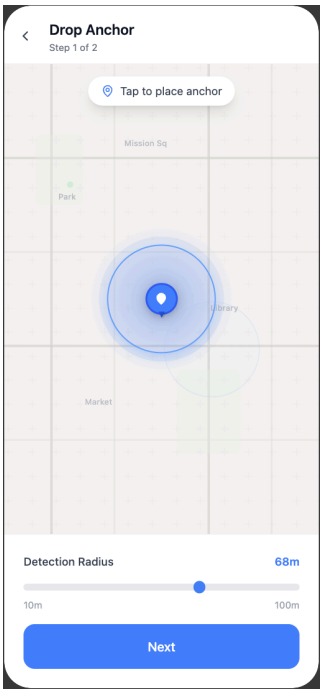 Drop Anchor
Step 1 of 2
Tap to place anchor
Mission Sq
Park
Library
Market
Detection Radius 68m
10m 100m
Next